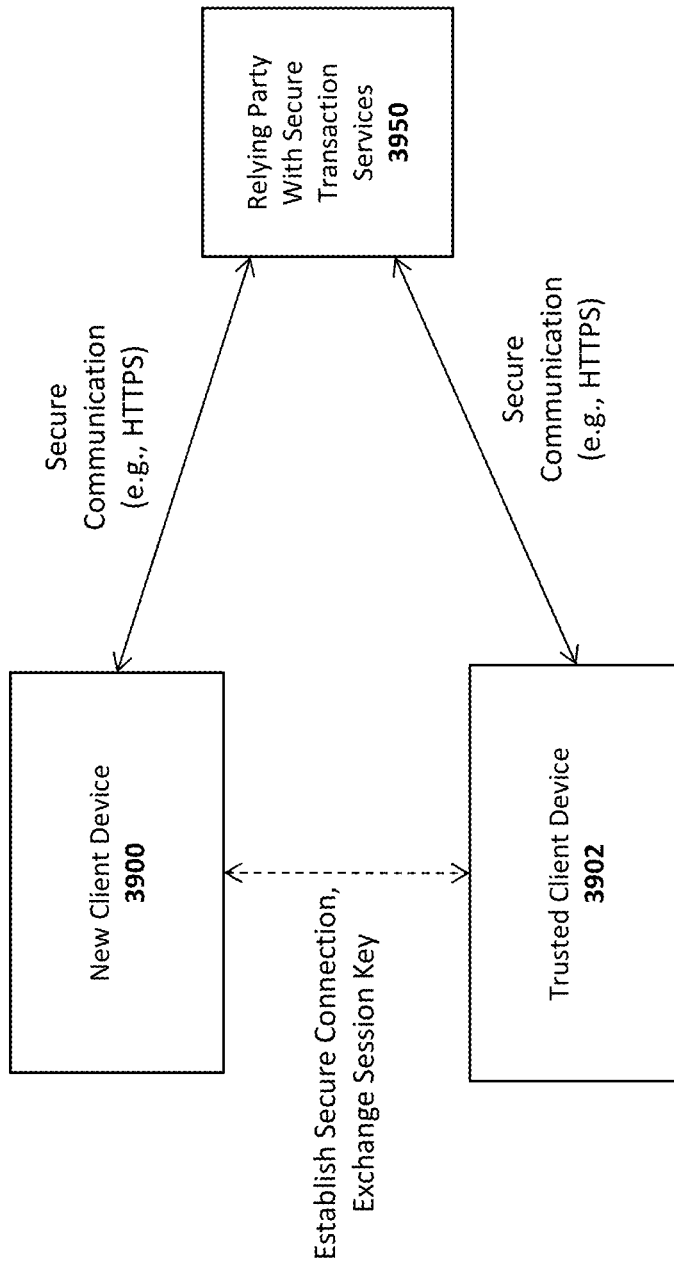 Relying Party
With Secure
Transaction
Services
3950
Secure
Communication
(e.g., HTTPS)
Secure
Communication
(e.g., HTTPS)
New Client Device
3900
Trusted Client Device
3902
Establish Secure Connection,
Exchange Session Key